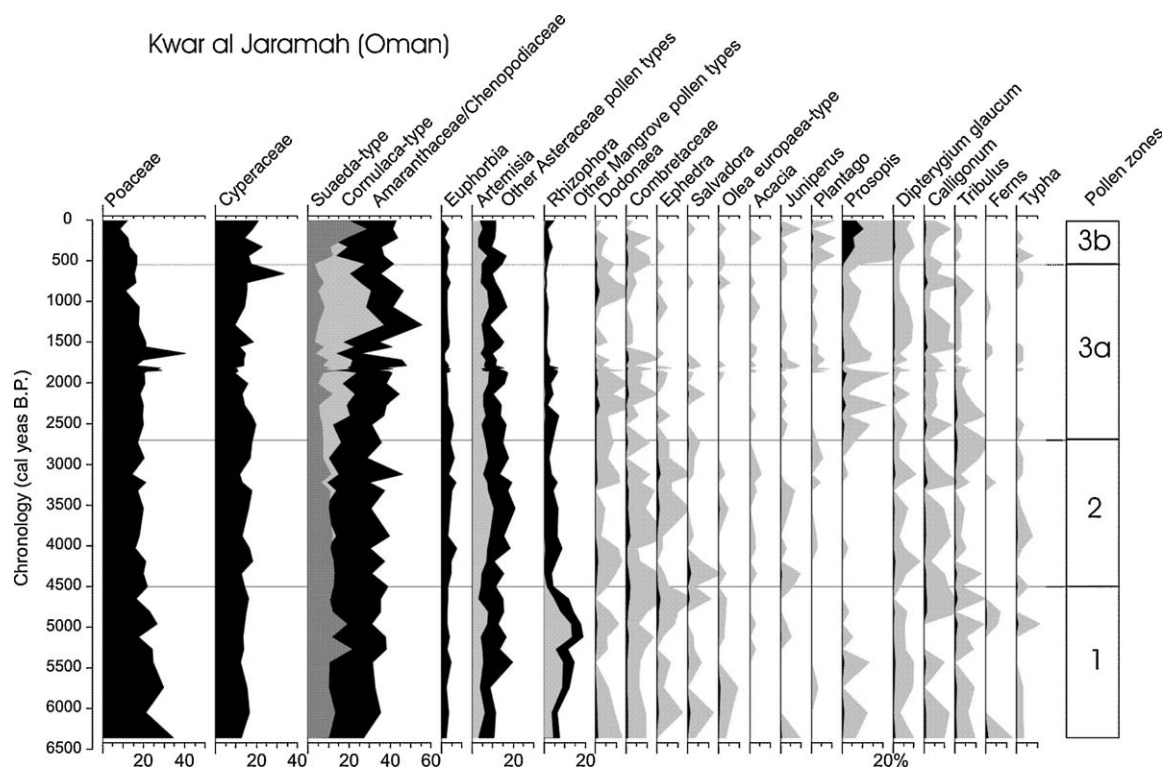 Kwar al Jaramah (Oman)
Poaceae
Cyperaceae
Suaeda-type
Cornulaca-type
Amaranthaceae/Chenopodiaceae
Euphorbia
Artemisia
Other Asteraceae pollen types
Rhizophora
Other Mangrove pollen types
Dodonaea
Combretaceae
Ephedra
Salvadora
Olea europaea-type
Acacia
Juniperus
Plantago
Prosopis
Dipterygium glaucum
Calligonum
Tribulus
Ferns
Typha
Pollen zones
Chronology (cal yeas B.P.)
0
500
1000
1500
2000
2500
3000
3500
4000
4500
5000
5500
6000
6500
3b
3a
2
1
20 40 20 40 20 40 60 20 20 20%